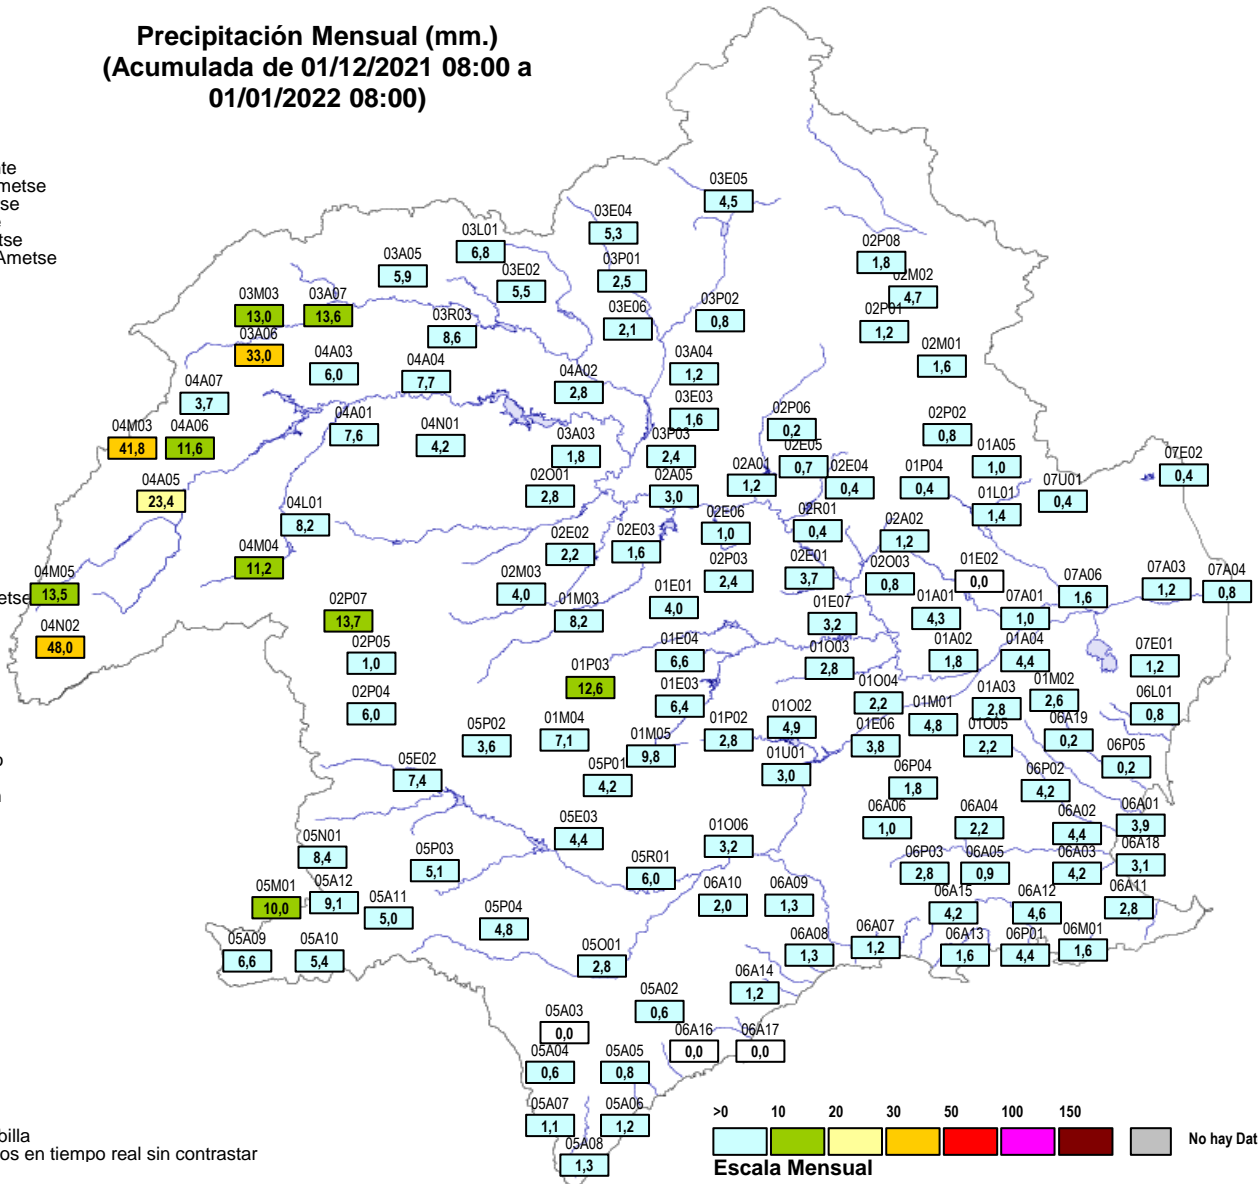 Precipitación Mensual (mm.)
(Acumulada de 01/12/2021 08:00 a
01/01/2022 08:00)
03E05
4,5
03E04
5,3
03L01
6,8
03A05
5,9
03E02
5,5
03P01
2,5
02P08
1,8
02M02
4,7
03M03
13,0
03A07
13,6
03E06
2,1
03P02
0,8
02P01
1,2
03R03
8,6
03A06
33,0
02M01
1,6
04A03
6,0
04A04
7,7
03A04
1,2
04A02
2,8
04A07
3,7
03E03
1,6
04M03
41,8
04A06
11,6
04A01
7,6
04N01
4,2
02P06
0,2
02P02
0,8
03A03
1,8
03P03
2,4
02E05
0,7
01A05
1,0
07E02
0,4
04A05
23,4
02O01
2,8
02A05
3,0
02A01
1,2
02E04
0,4
01P04
0,4
07U01
0,4
01L01
1,4
04L01
8,2
02E06
1,0
02R01
0,4
02A02
1,2
02E02
2,2
02E03
1,6
04M04
11,2
02P03
2,4
02E01
3,7
02O03
0,8
01E02
0,0
04M05
13,5
02M03
4,0
07A06
1,6
07A03
1,2
07A04
0,8
02P07
13,7
01M03
8,2
01E01
4,0
01E07
3,2
01A01
4,3
07A01
1,0
04N02
48,0
02P05
1,0
01E04
6,6
01O03
2,8
01A02
1,8
01A04
4,4
07E01
1,2
01P03
12,6
01E03
6,4
01O04
2,2
01A03
2,8
01M02
2,6
02P04
6,0
06L01
0,8
05P02
3,6
01M04
7,1
01P02
2,8
01O02
4,9
01M01
4,8
01E06
3,8
01O05
2,2
06A19
0,2
01M05
9,8
06P05
0,2
05E02
7,4
05P01
4,2
01U01
3,0
06P04
1,8
06P02
4,2
05E03
4,4
01O06
3,2
06A06
1,0
06A04
2,2
06A02
4,4
06A01
3,9
05N01
8,4
05P03
5,1
05R01
6,0
06P03
2,8
06A05
0,9
06A03
4,2
06A18
3,1
05M01
10,0
05A12
9,1
05A11
5,0
06A10
2,0
06A09
1,3
06A15
4,2
06A12
4,6
06A11
2,8
05P04
4,8
05A09
6,6
05A10
5,4
05O01
2,8
06A08
1,3
06A07
1,2
06A13
1,6
06P01
4,4
06M01
1,6
06A14
1,2
05A02
0,6
05A03
0,0
06A16
0,0
06A17
0,0
05A04
0,6
05A05
0,8
05A07
1,1
05A06
1,2
05A08
1,3
>0 10 20 30 50 100 150
No hay Dat
Escala Mensual
nte
metse
tse
Ametse
etse
billa
os en tiempo real sin contrastar